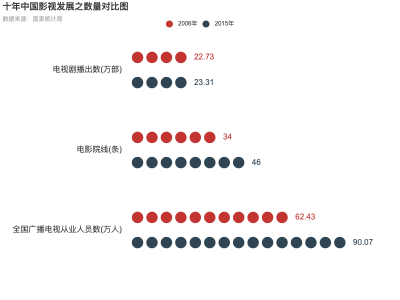 十年中国影视发展之数量对比图
数据来源：国家统计局
2006年 2015年
22.73
电视剧播出数(万部)
23.31
34
电影院线(条)
46
62.43
全国广播电视从业人员数(万人)
90.07